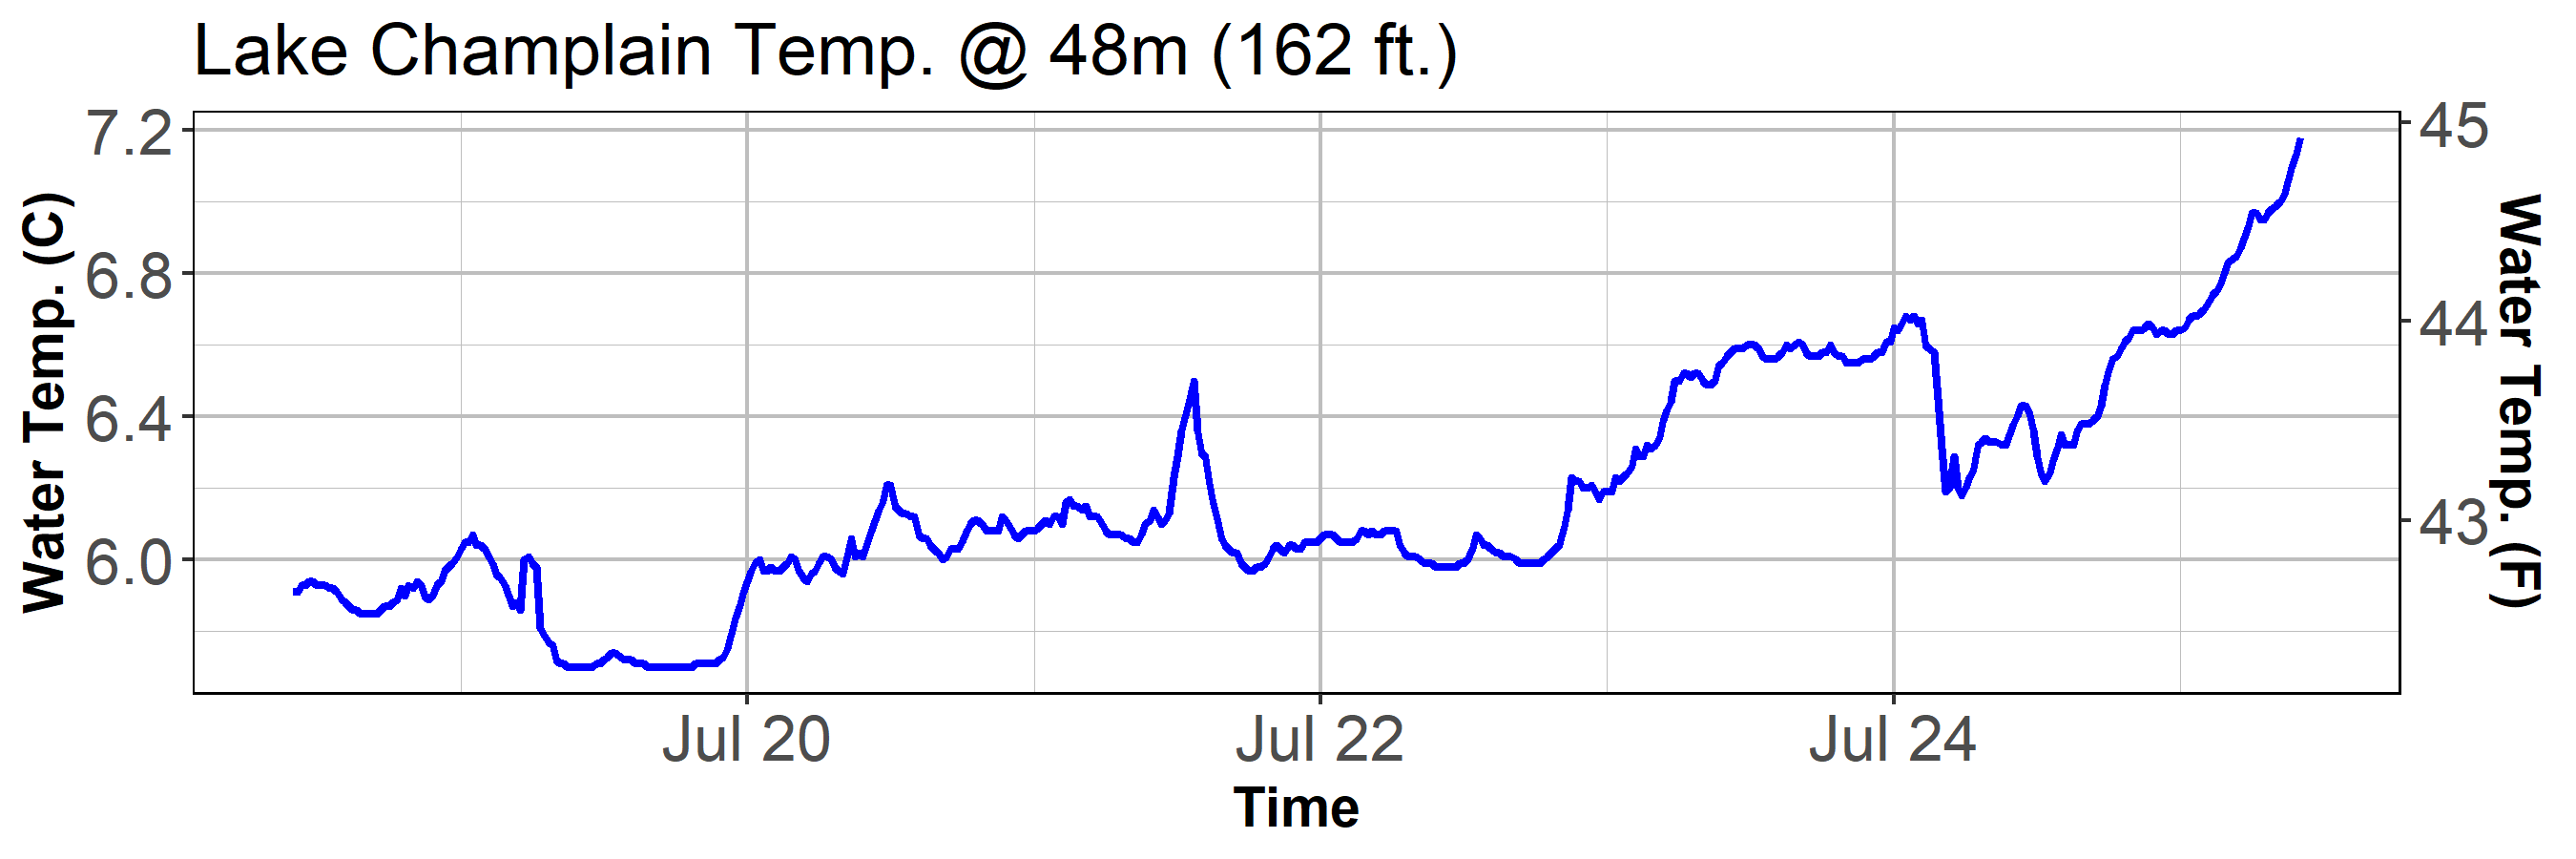 Lake Champlain Temp. @ 48m (162 ft.)
7.2
6.8
6.4
6.0
Water Temp. (C)
45
44
43
Water Temp. (F)
Jul 20
Jul 22
Jul 24
Time